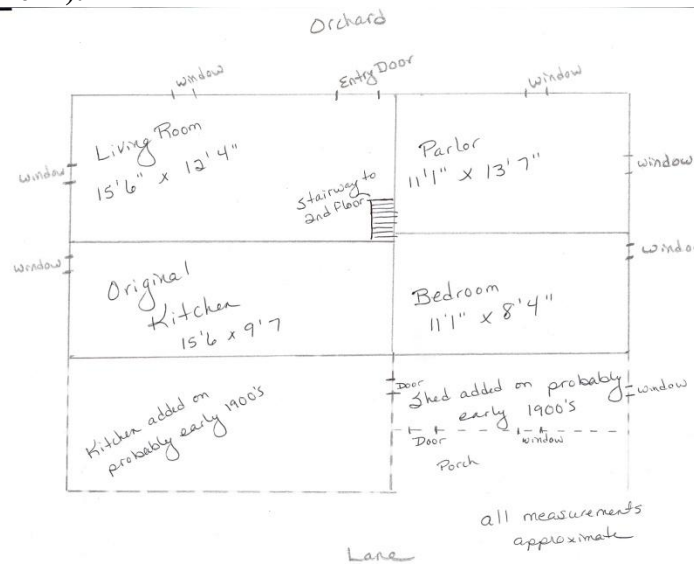 Orchard
window
Entry Door
window
Living Room
15'6" x 12'4"
Parlor
11'1" x 13'7"
window
window
Stairway to
2nd Floor
window
window
Original
Kitchen
15'6 x 9'7
Bedroom
11'1" x 8'4"
Kitchen added on
probably early 1900's
Door
Shed added on probably
early 1900's
window
Door
window
Porch
all measurements
approximate
Lane